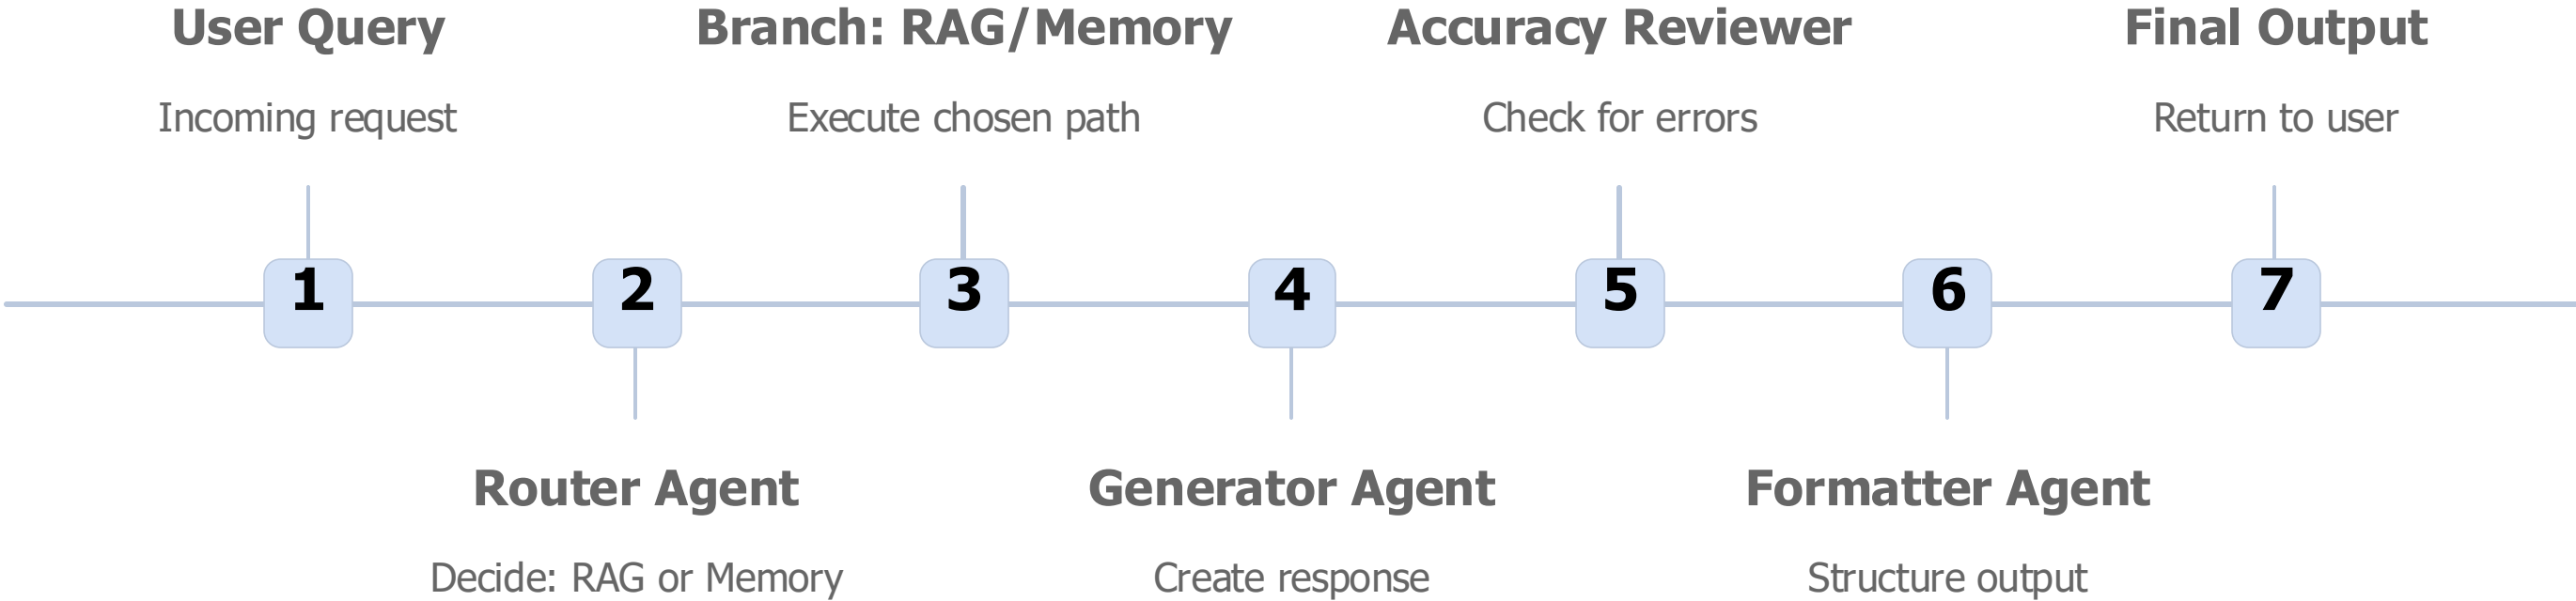 User Query
Incoming request
1
Router Agent
Decide: RAG or Memory
2
Branch: RAG/Memory
Execute chosen path
3
Generator Agent
Create response
4
Accuracy Reviewer
Check for errors
5
Formatter Agent
Structure output
6
Final Output
Return to user
7